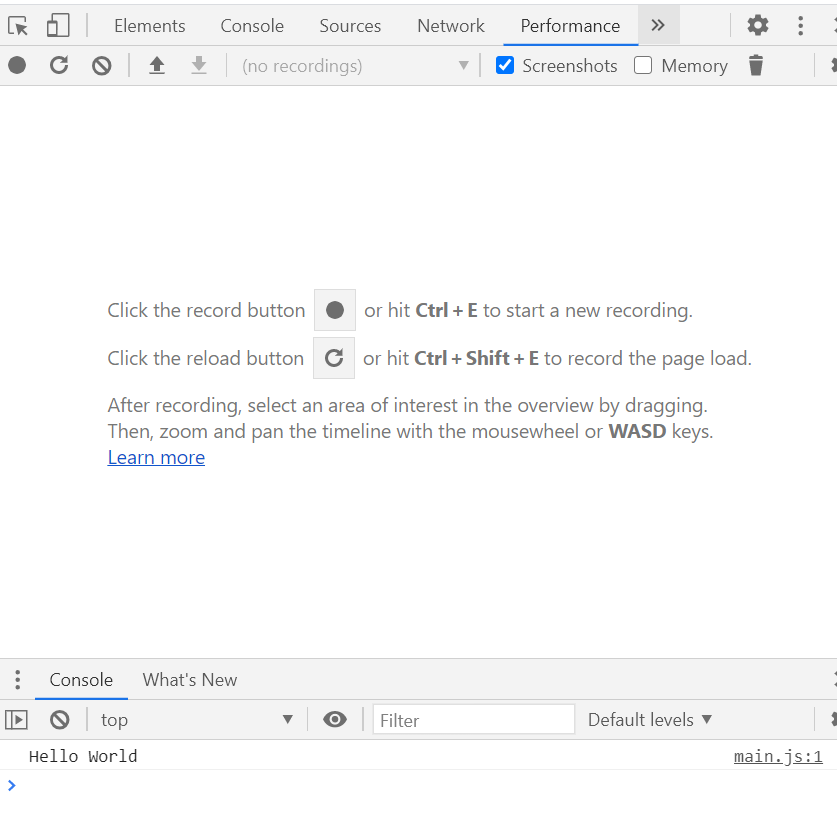 Elements Console Sources Network Performance
(no recordings) Screenshots Memory
Click the record button or hit Ctrl + E to start a new recording.
Click the reload button or hit Ctrl + Shift + E to record the page load.
After recording, select an area of interest in the overview by dragging.
Then, zoom and pan the timeline with the mousewheel or WASD keys.
Learn more
Console What's New
top Filter Default levels
Hello World main.js:1